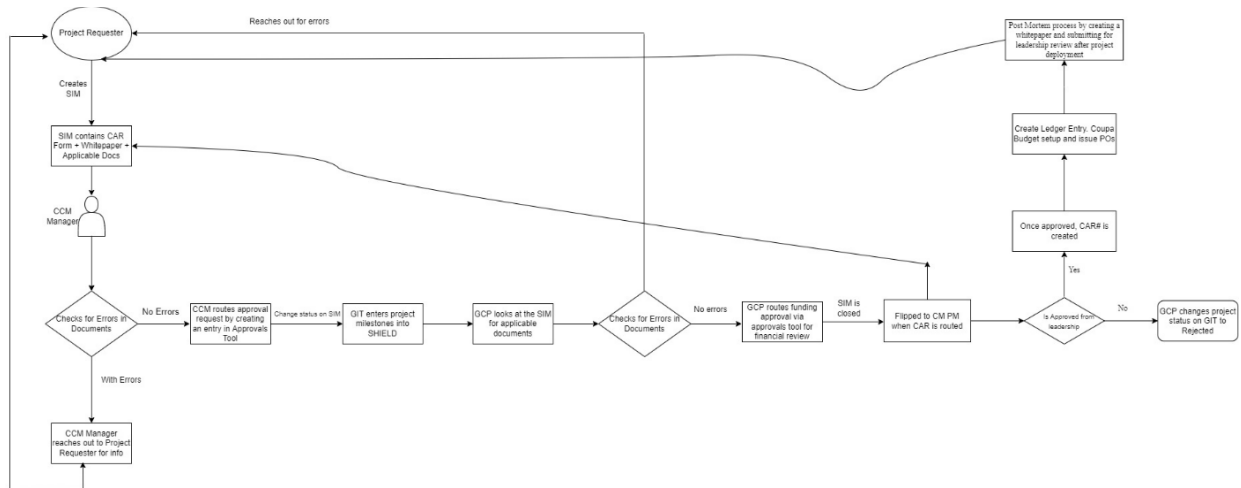 Project Requester
Reaches out for errors
Post Mortem process by creating a
whitepaper and submitting for
leadership review after project
deployment
Creates
SIM
SIM contains CAR
Form + Whitepaper +
Applicable Docs
Create Ledger Entry, Coupa
Budget setup and issue POs
CCM
Manager
Once approved, CAR# is
created
Yes
Checks for Errors in
Documents
No Errors
CCM routes approval
request by creating
an entry in Approvals
Tool
Change status on SIM
GIT enters project
milestones into
SHIELD
GCP looks at the SIM
for applicable
documents
Checks for Errors in
Documents
No errors
GCP routes funding
approval via
approvals tool for
financial review
SIM is
closed
Flipped to CM PM
when CAR is routed
Is Approved from
leadership
No
GCP changes project
status on GIT to
Rejected
With Errors
CCM Manager
reaches out to Project
Requester for info